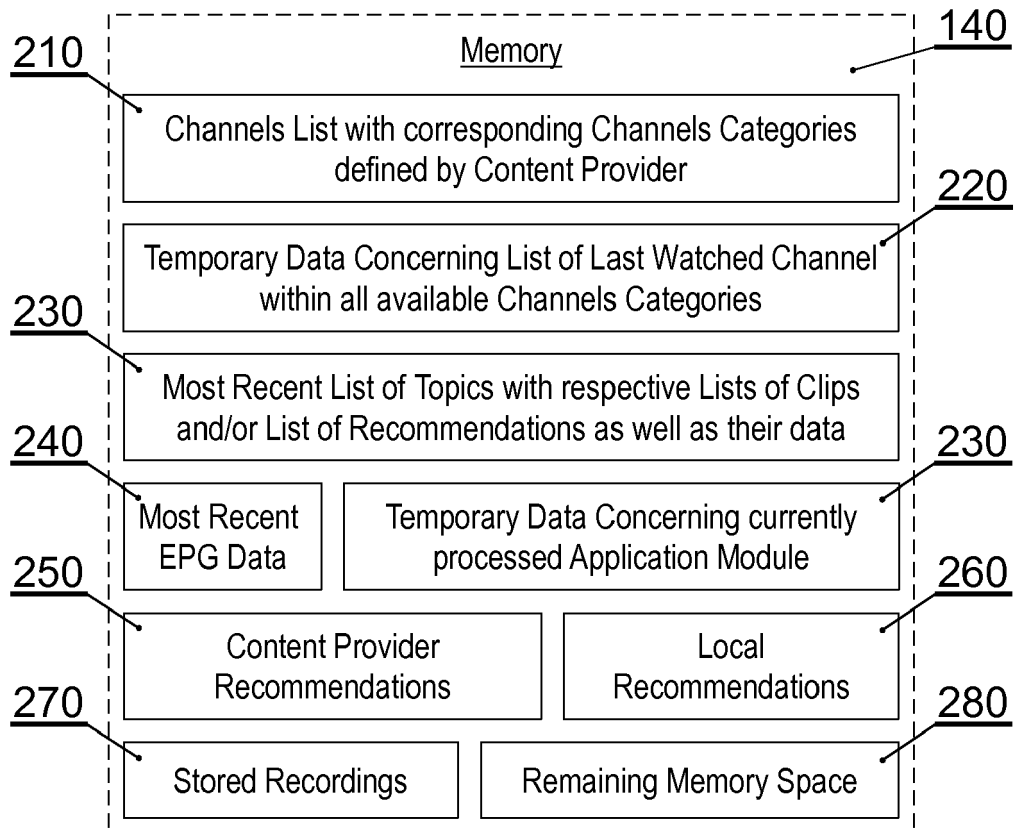 Memory
140
210
Channels List with corresponding Channels Categories
defined by Content Provider
220
Temporary Data Concerning List of Last Watched Channel
within all available Channels Categories
230
Most Recent List of Topics with respective Lists of Clips
and/or List of Recommendations as well as their data
240
Most Recent
EPG Data
230
Temporary Data Concerning currently
processed Application Module
250
Content Provider
Recommendations
260
Local
Recommendations
270
Stored Recordings
280
Remaining Memory Space